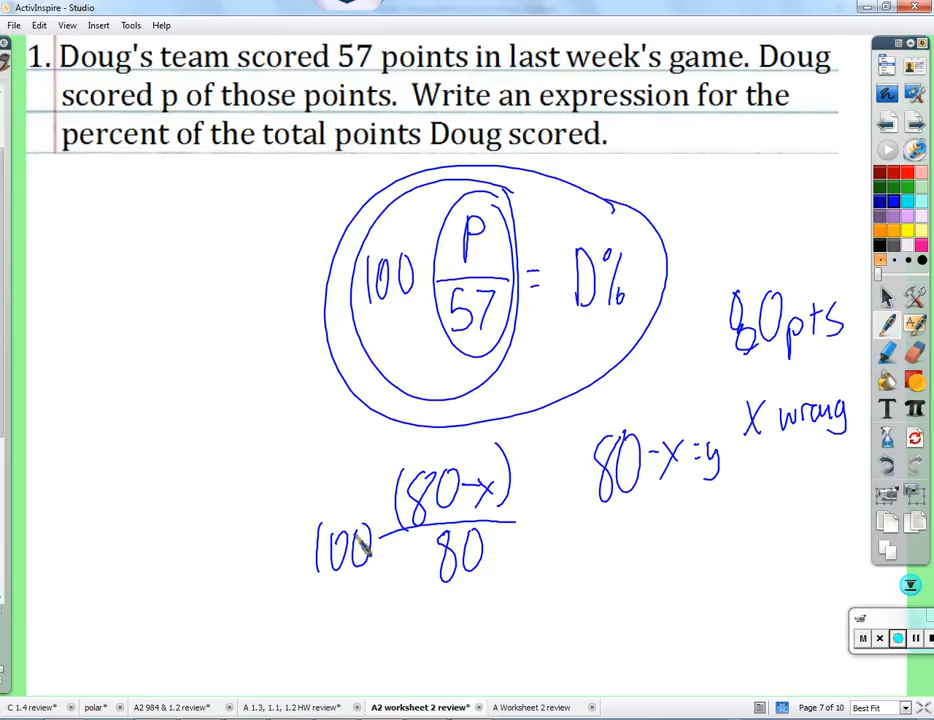 ActivInspire - Studio
File Edit View Insert Tools Help
1. Doug's team scored 57 points in last week's game. Doug
scored p of those points. Write an expression for the
percent of the total points Doug scored.
100 p/57 = D%
80pts
x wrong
80-x=y
100 (80-x)/80
M
C 1.4 review* polar* A2 984 & 1.2 review* A 1.3, 1.1, 1.2 HW review* A2 worksheet 2 review* A Worksheet 2 review Page 7 of 10 Best Fit